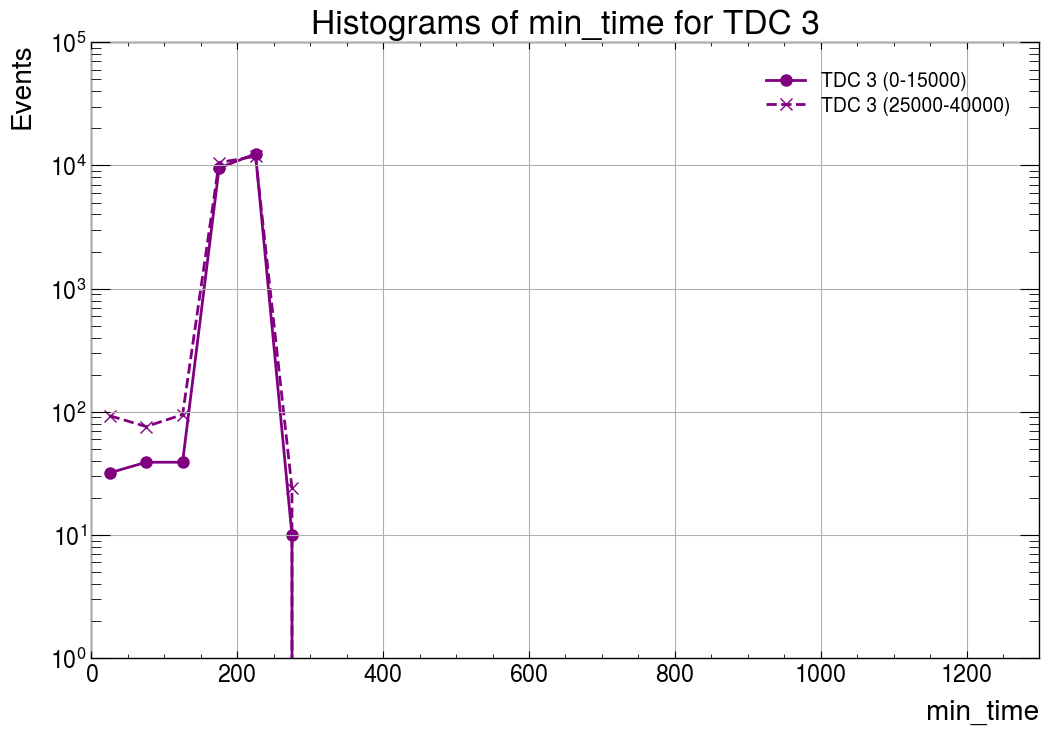 Histograms of min_time for TDC 3
Events
TDC 3 (0-15000)
TDC 3 (25000-40000)
10^5
10^4
10^3
10^2
10^1
10^0
0 200 400 600 800 1000 1200
min_time